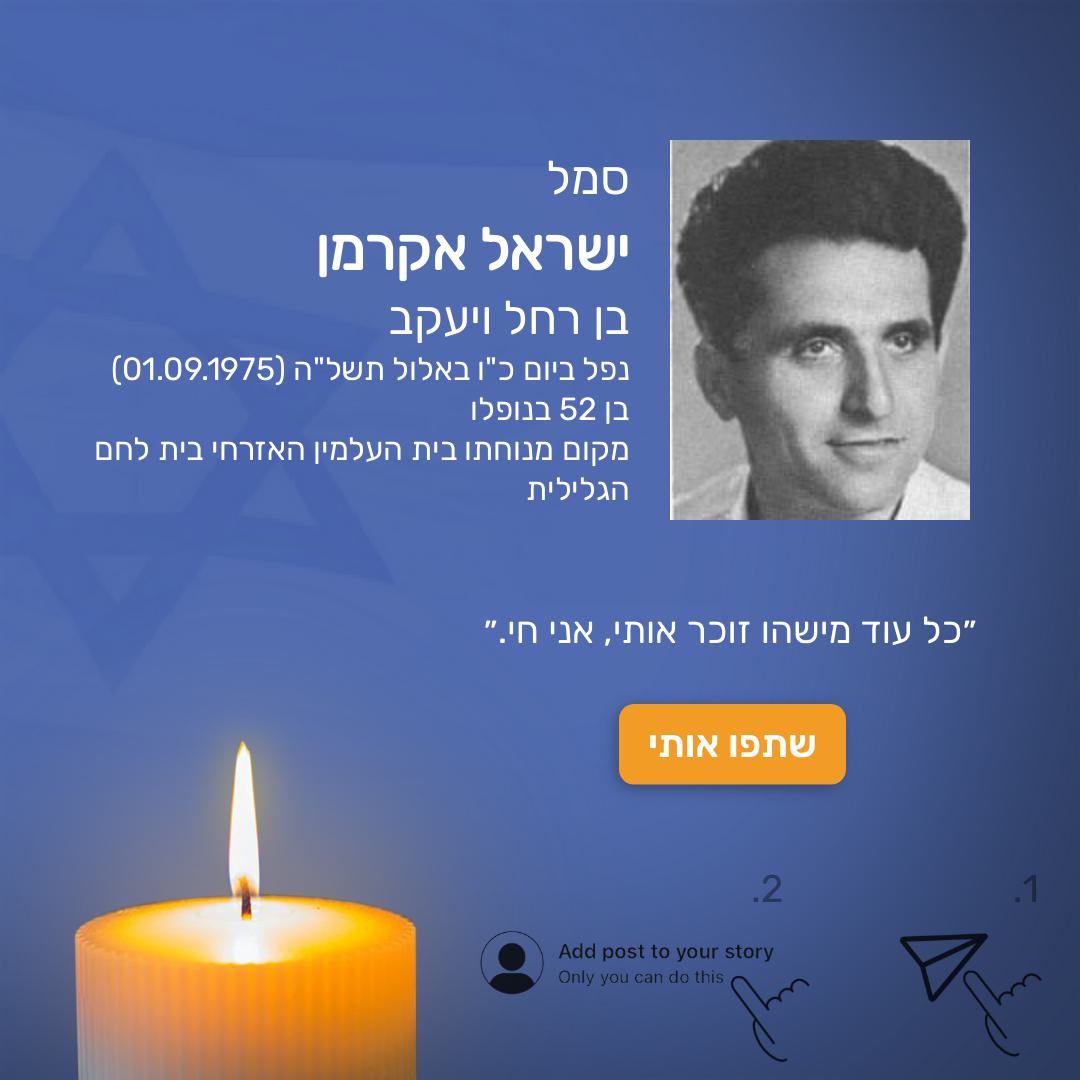 סמל
ישראל אקרמן
בן רחל ויעקב
נפל ביום כ"ו באלול תשל"ה (01.09.1975)
בן 52 בנופלו
מקום מנוחתו בית העלמין האזרחי בית לחם
הגלילית
״כל עוד מישהו זוכר אותי, אני חי.״
שתפו אותי
1.
2.
Add post to your story
Only you can do this